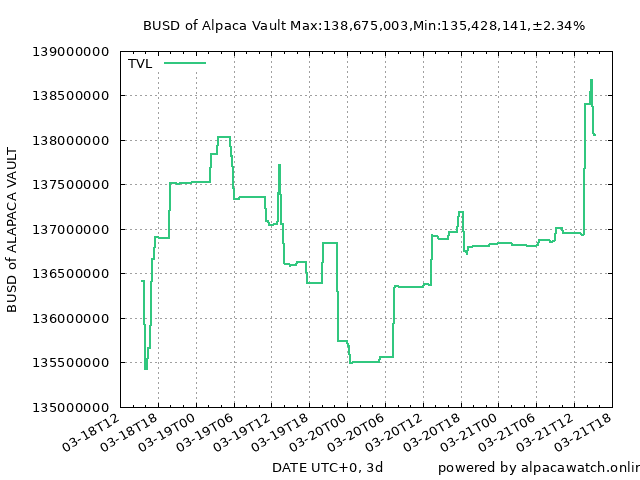 BUSD of Alpaca Vault Max:138,675,003,Min:135,428,141,±2.34%
TVL
139000000
138500000
138000000
137500000
137000000
136500000
136000000
135500000
135000000
BUSD of ALAPACA VAULT
03-18T12
03-18T18
03-19T00
03-19T06
03-19T12
03-19T18
03-20T00
03-20T06
03-20T12
03-20T18
03-21T00
03-21T06
03-21T12
03-21T18
DATE UTC+0, 3d
powered by alpacawatch.onlin